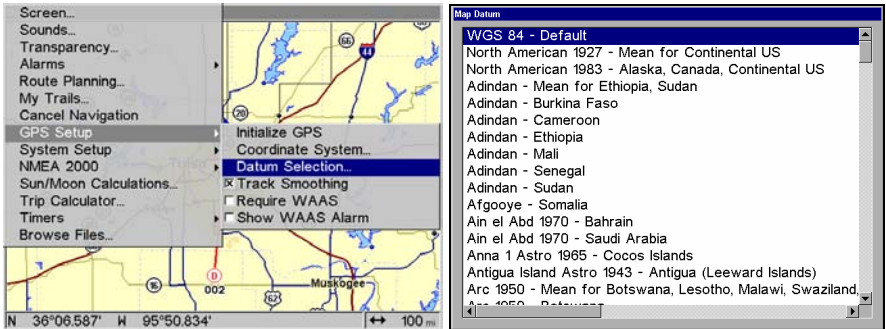 Screen...
Sounds...
Transparency...
Alarms
Route Planning...
My Trails...
Cancel Navigation
GPS Setup
System Setup
NMEA 2000
Sun/Moon Calculations...
Trip Calculator...
Timers
Browse Files...
Initialize GPS
Coordinate System...
Datum Selection...
Track Smoothing
Require WAAS
Show WAAS Alarm
66
44
20
D
002
16
62
Muskogee
N 36°06.587' W 95°50.834'
100 mi
Map Datum
WGS 84 - Default
North American 1927 - Mean for Continental US
North American 1983 - Alaska, Canada, Continental US
Adindan - Mean for Ethiopia, Sudan
Adindan - Burkina Faso
Adindan - Cameroon
Adindan - Ethiopia
Adindan - Mali
Adindan - Senegal
Adindan - Sudan
Afgooye - Somalia
Ain el Abd 1970 - Bahrain
Ain el Abd 1970 - Saudi Arabia
Anna 1 Astro 1965 - Cocos Islands
Antigua Island Astro 1943 - Antigua (Leeward Islands)
Arc 1950 - Mean for Botswana, Lesotho, Malawi, Swaziland,
Arc 1950 - Botswana